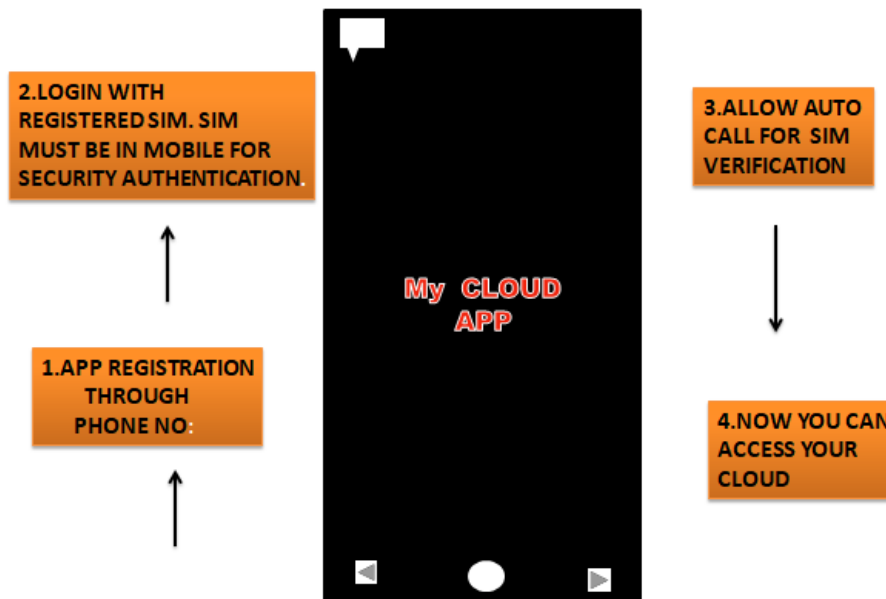 2.LOGIN WITH
REGISTERED SIM. SIM
MUST BE IN MOBILE FOR
SECURITY AUTHENTICATION.
1.APP REGISTRATION
THROUGH
PHONE NO:
My CLOUD
APP
3.ALLOW AUTO
CALL FOR SIM
VERIFICATION
4.NOW YOU CAN
ACCESS YOUR
CLOUD